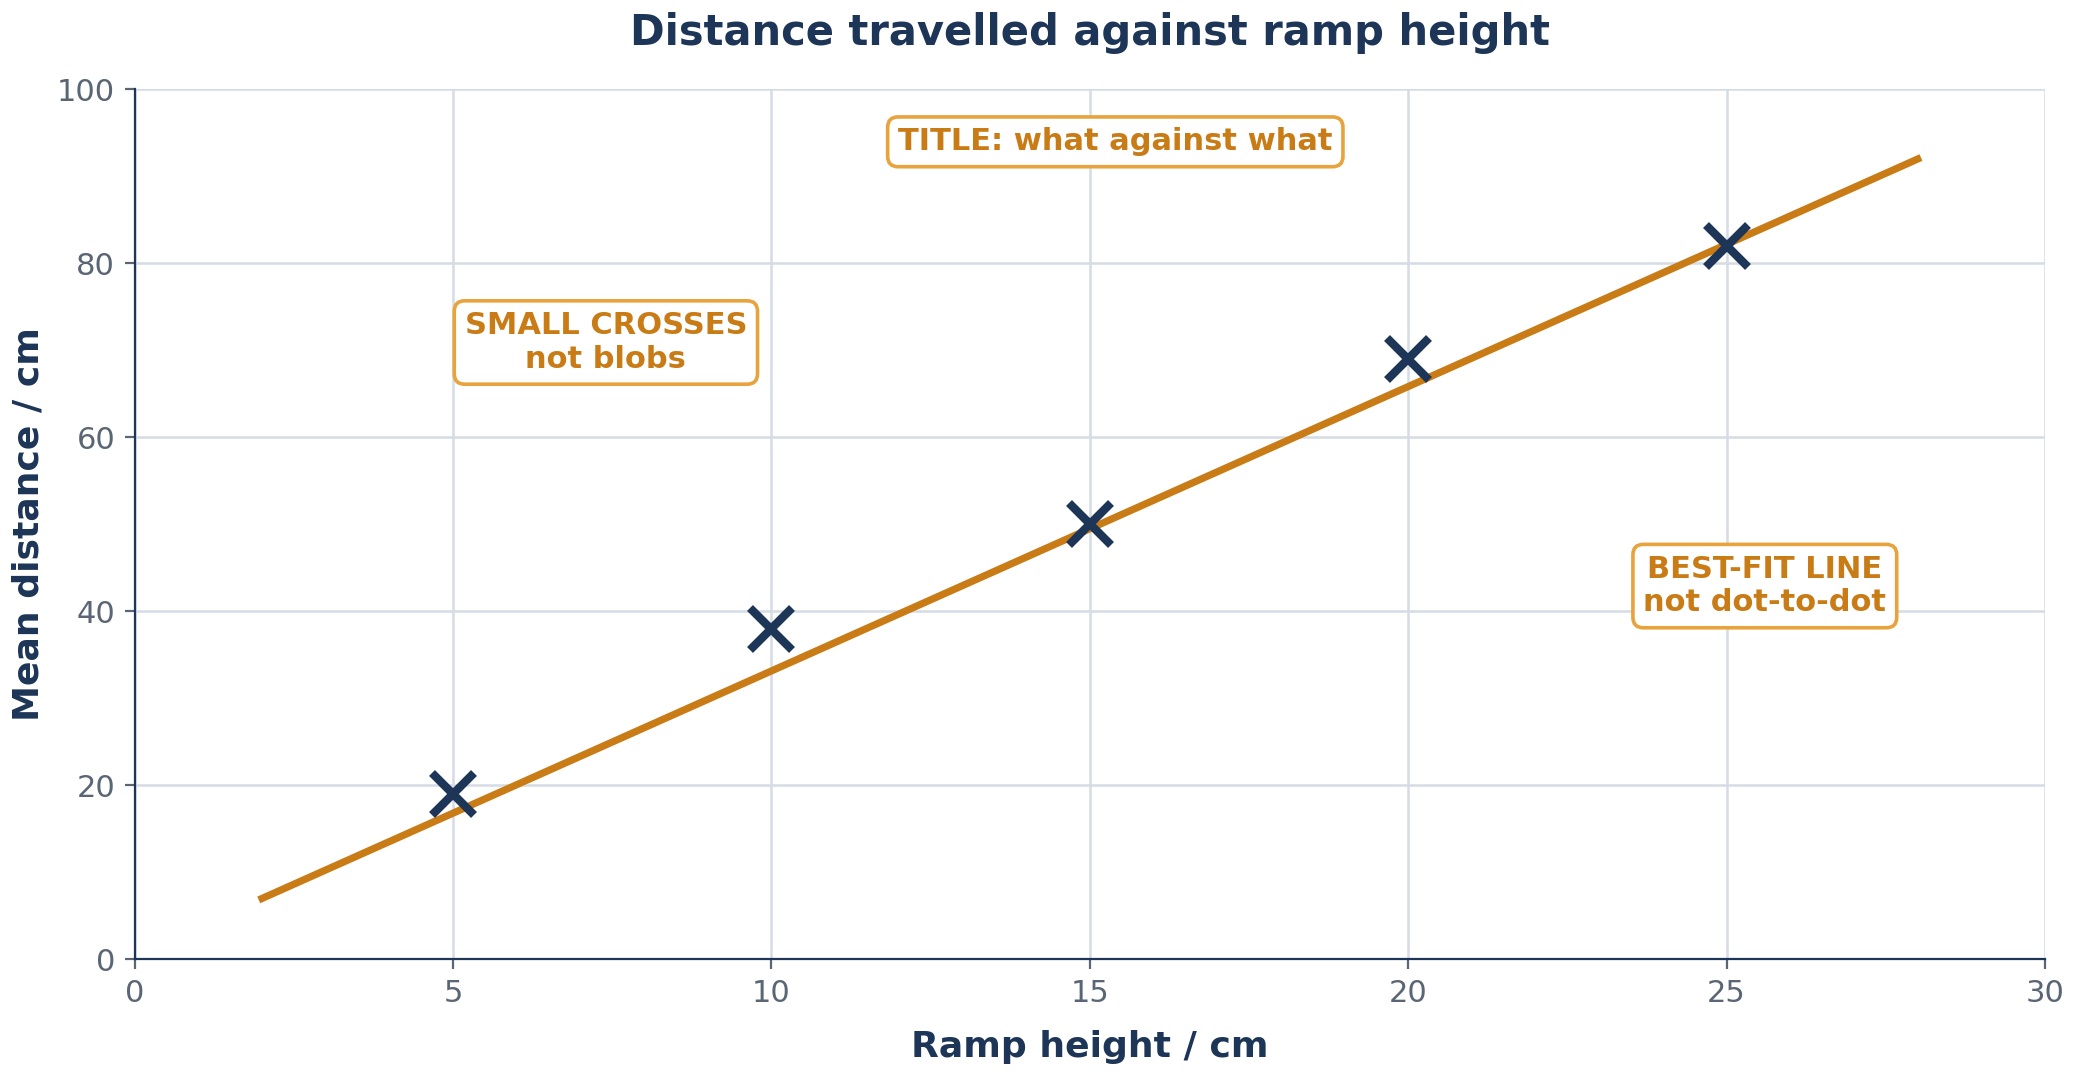 Distance travelled against ramp height
100
TITLE: what against what
80
SMALL CROSSES
not blobs
60
BEST-FIT LINE
not dot-to-dot
40
20
0
Mean distance / cm
0 5 10 15 20 25 30
Ramp height / cm